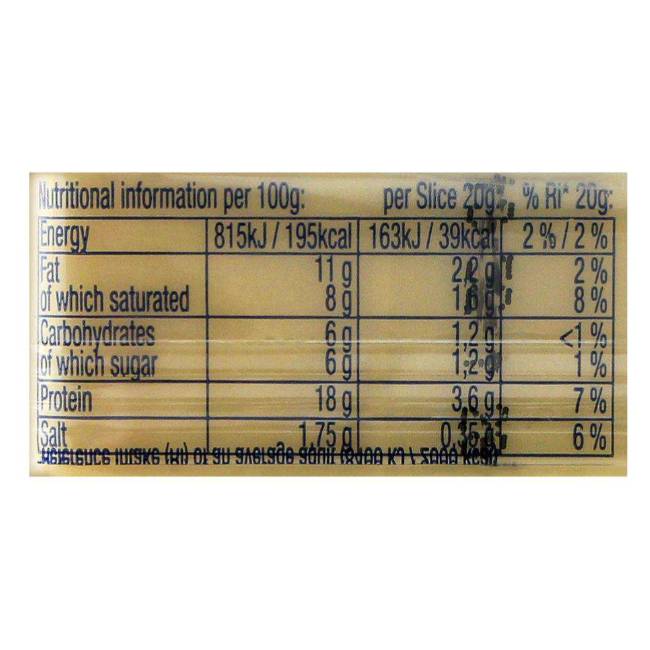 Nutritional information per 100g: per Slice 20g: % RI* 20g:
Energy 815kJ / 195kcal 163kJ / 39kcal 2 % / 2 %
Fat 11 g 2,2 g 2 %
of which saturated 8 g 1,6 g 8 %
Carbohydrates 6 g 1,2 g <1 %
of which sugar 6 g 1,2 g 1 %
Protein 18 g 3,6 g 7 %
Salt 1,75 g 0,35 g 6 %